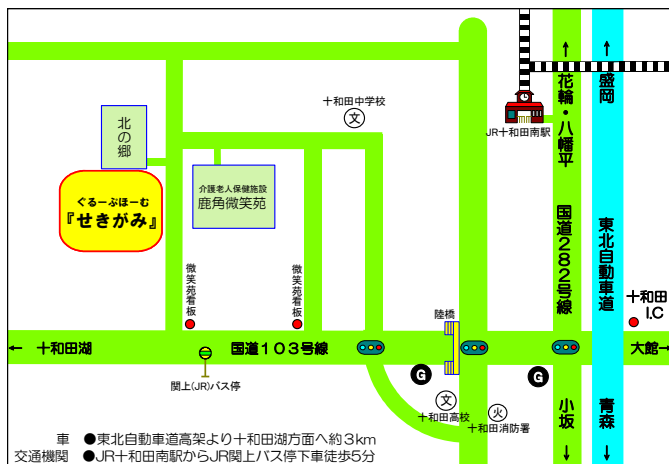 十和田中学校
文
JR十和田南駅
↑
花輪・八幡平
国道282号線
小坂
↓
↑
盛岡
東北自動車道
青森
↓
北の郷
ぐるーぷほーむ
『せきがみ』
介護老人保健施設
鹿角微笑苑
微笑苑看板
微笑苑看板
陸橋
十和田
I.C
← 十和田湖
国道103号線
大館→
関上(JR)バス停
G
G
文
十和田高校
火
十和田消防署
車 ●東北自動車道高架より十和田湖方面へ約3km
交通機関 ●JR十和田南駅からJR関上バス停下車徒歩5分